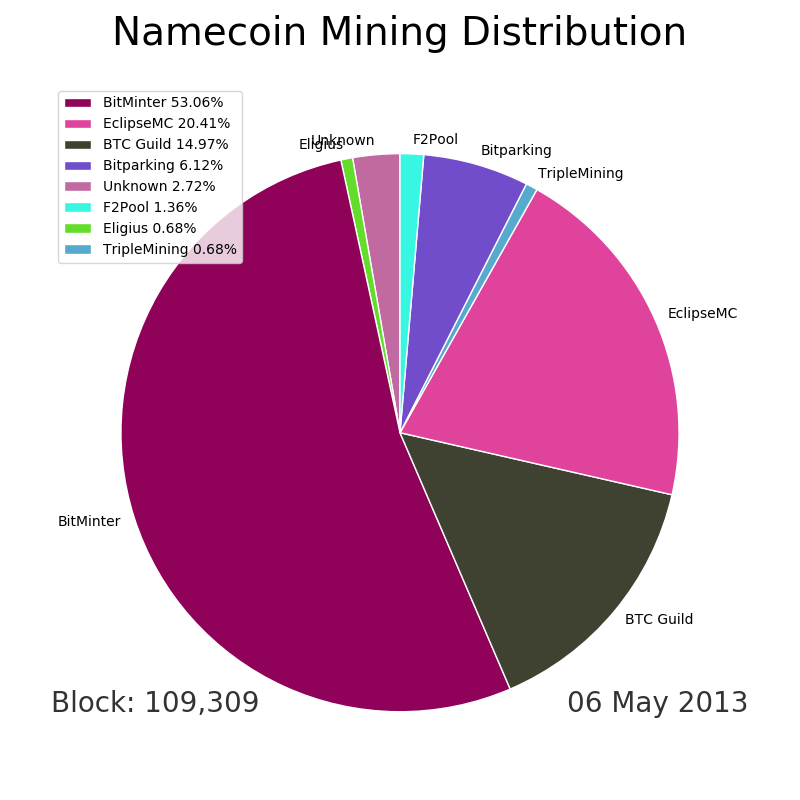 Namecoin Mining Distribution
BitMinter 53.06%
EclipseMC 20.41%
BTC Guild 14.97%
Bitparking 6.12%
Unknown 2.72%
F2Pool 1.36%
Eligius 0.68%
TripleMining 0.68%
Eligius
Unknown
F2Pool
Bitparking
TripleMining
EclipseMC
BitMinter
BTC Guild
Block: 109,309
06 May 2013